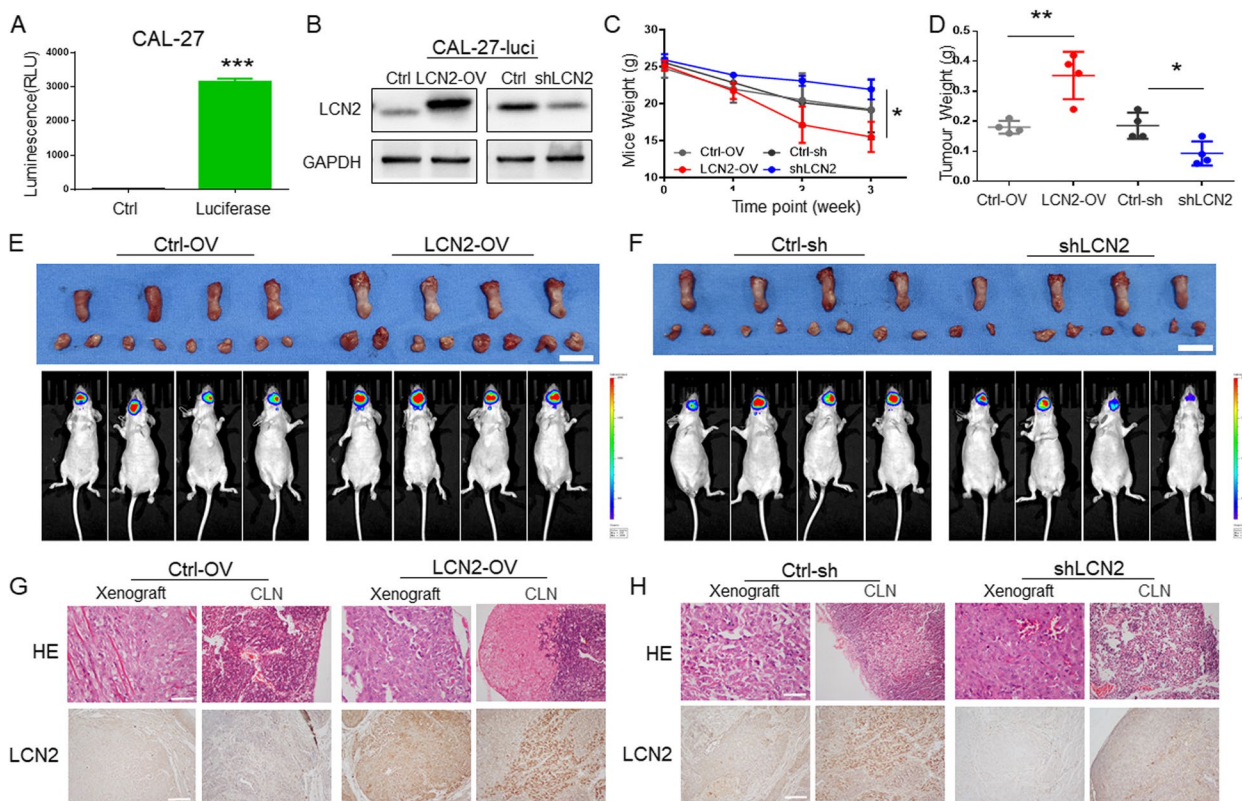 A
CAL-27
***
Luminescence(RLU)
4000
3000
2000
1000
0
Ctrl
Luciferase
B
CAL-27-luci
Ctrl LCN2-OV
Ctrl shLCN2
LCN2
GAPDH
C
Mice Weight (g)
30
25
20
15
10
*
Ctrl-OV
Ctrl-sh
LCN2-OV
shLCN2
0
1
2
3
Time point (week)
D
Tumour Weight (g)
0.5
0.4
0.3
0.2
0.1
0.0
**
*
Ctrl-OV
LCN2-OV
Ctrl-sh
shLCN2
E
Ctrl-OV
LCN2-OV
F
Ctrl-sh
shLCN2
G
Ctrl-OV
LCN2-OV
Xenograft
CLN
Xenograft
CLN
HE
LCN2
H
Ctrl-sh
shLCN2
Xenograft
CLN
Xenograft
CLN
HE
LCN2